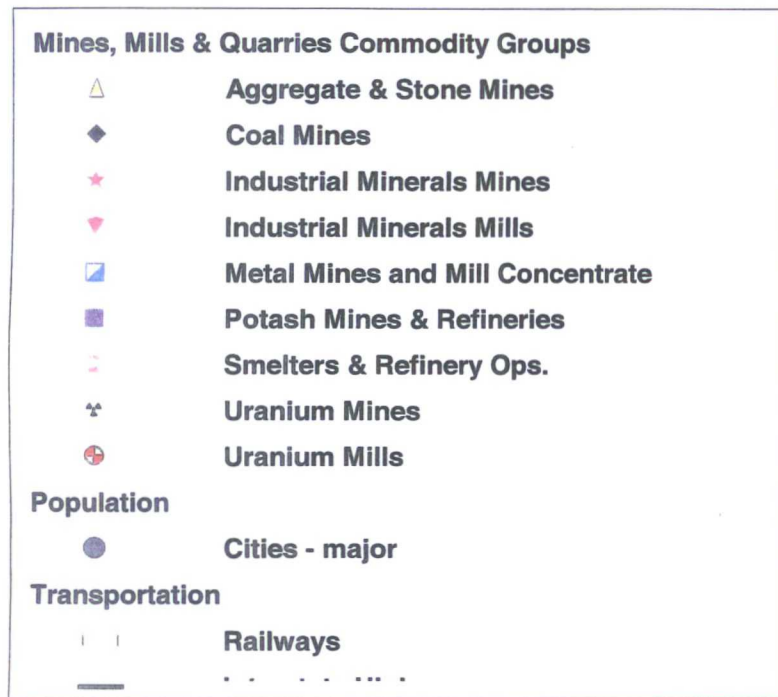 Mines, Mills & Quarries Commodity Groups
Aggregate & Stone Mines
Coal Mines
Industrial Minerals Mines
Industrial Minerals Mills
Metal Mines and Mill Concentrate
Potash Mines & Refineries
Smelters & Refinery Ops.
Uranium Mines
Uranium Mills
Population
Cities - major
Transportation
Railways